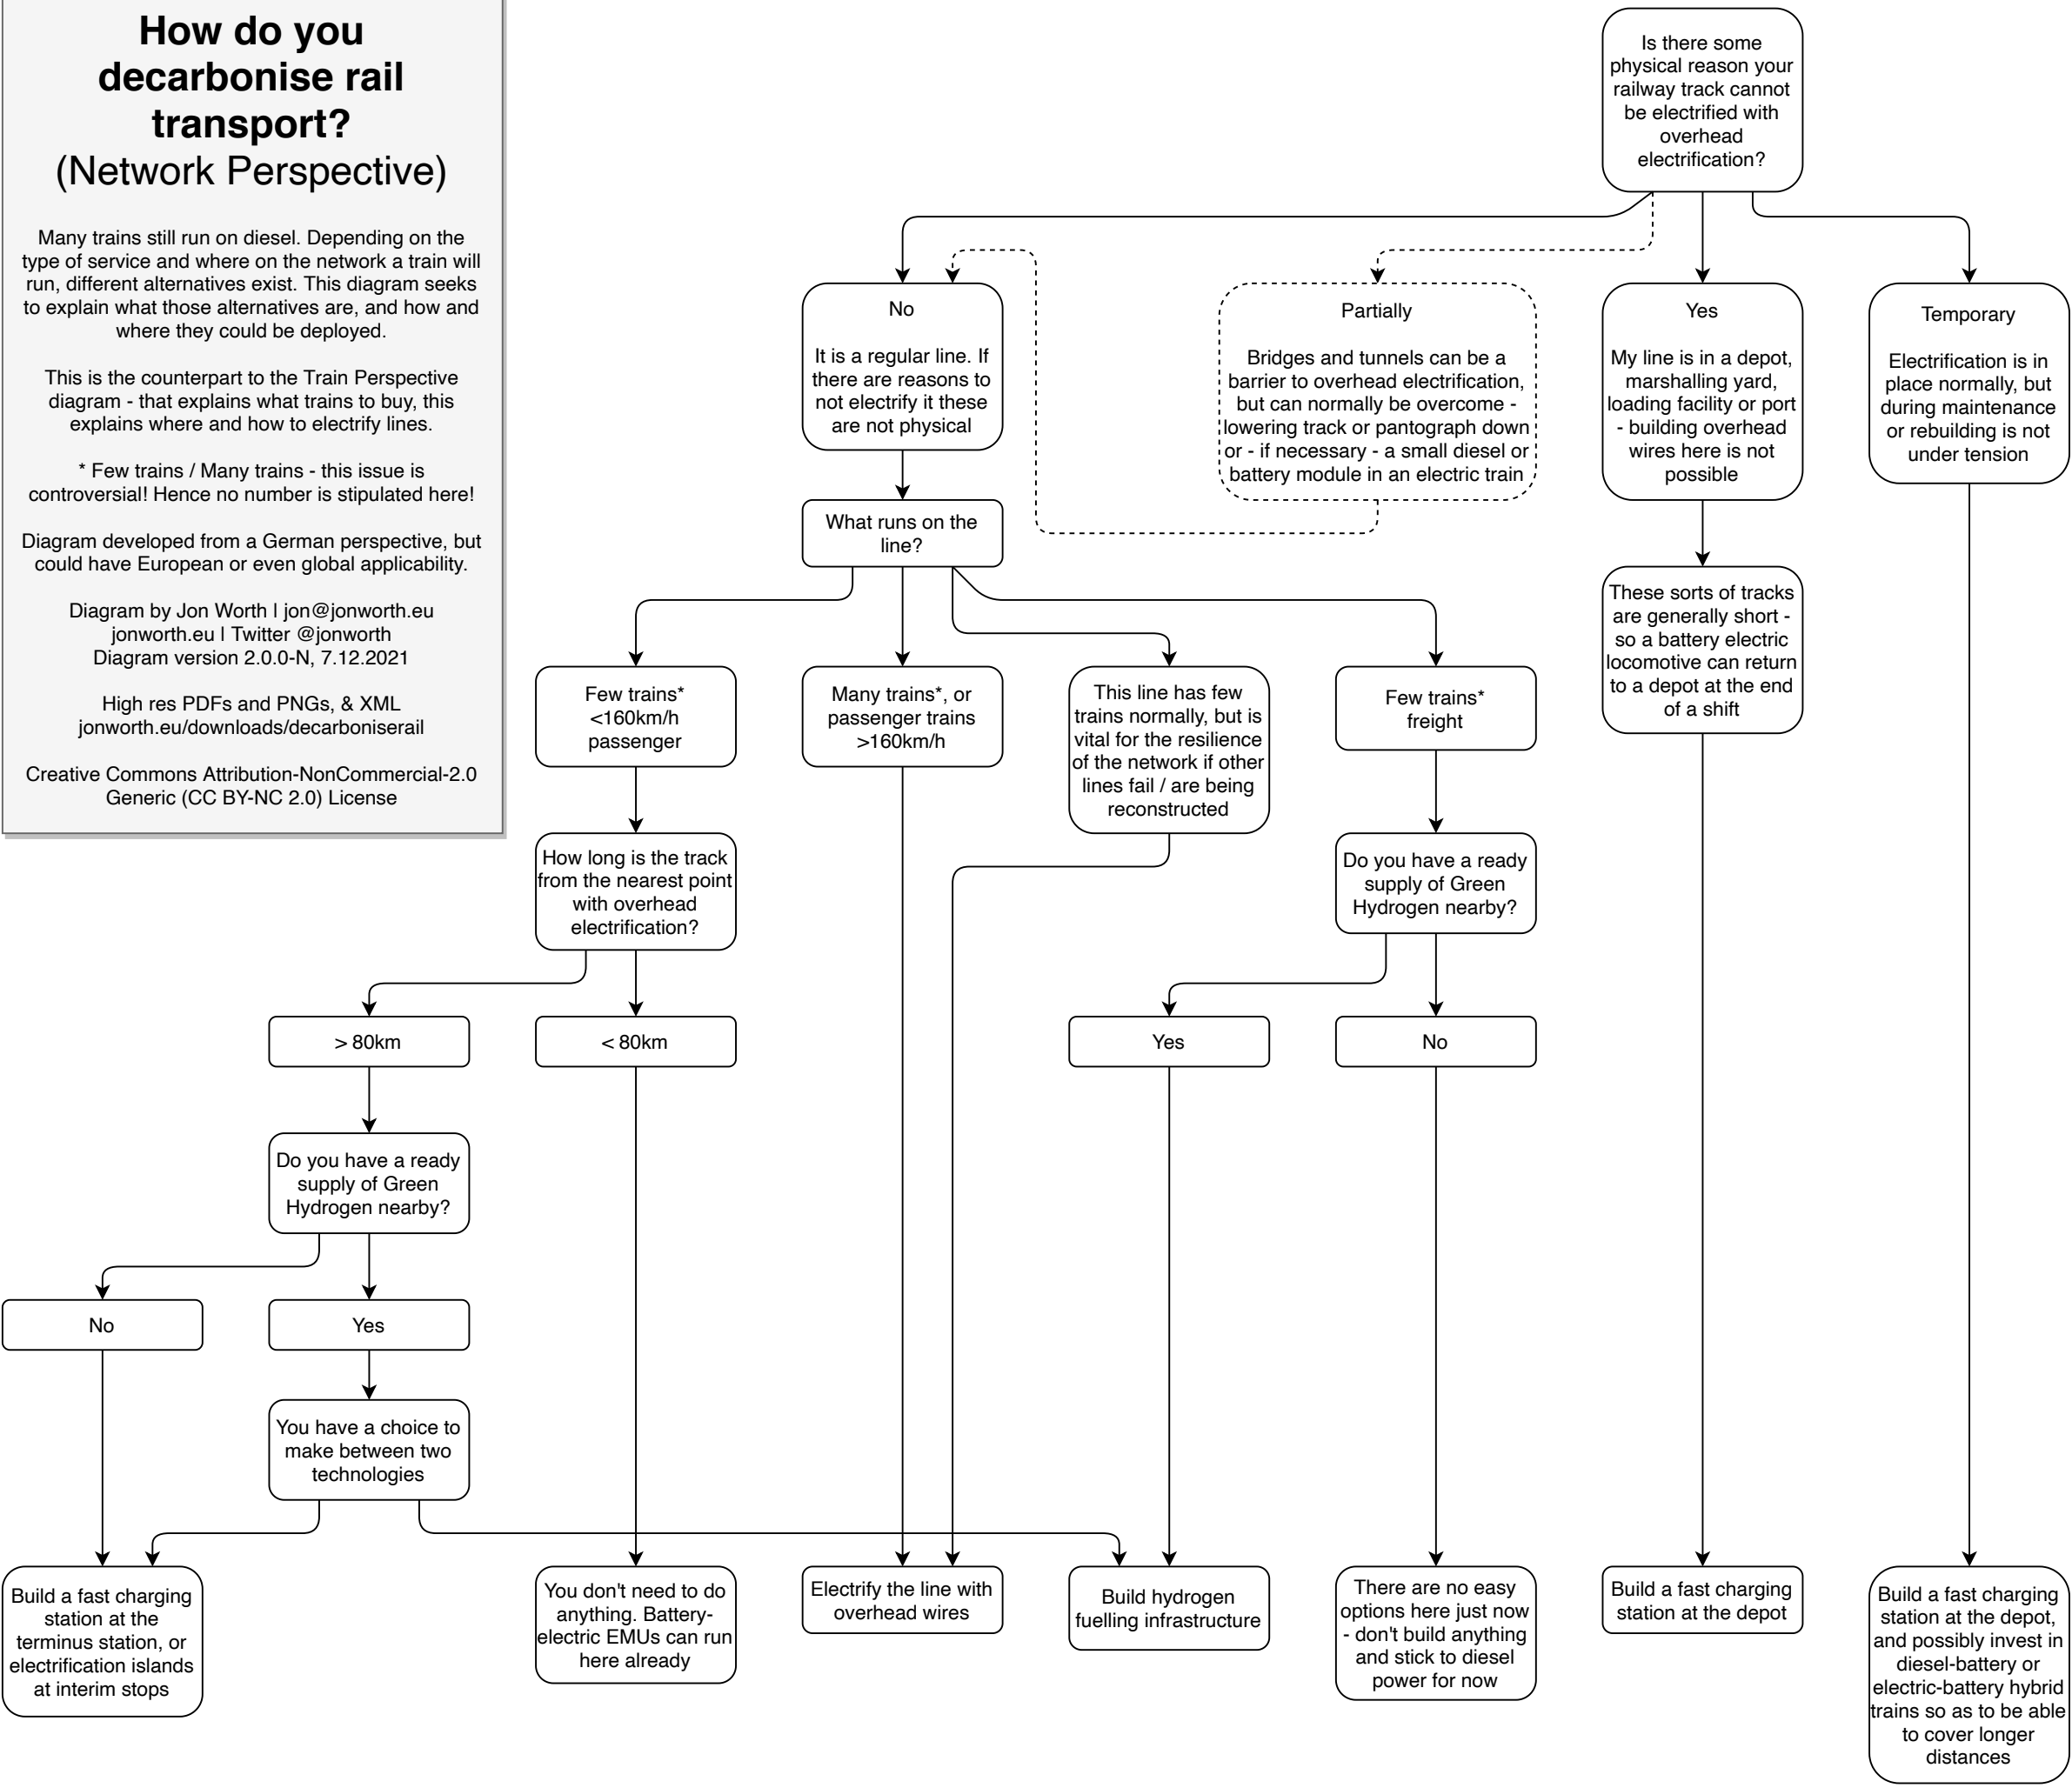 How do you
decarbonise rail
transport?
(Network Perspective)
Many trains still run on diesel. Depending on the
type of service and where on the network a train will
run, different alternatives exist. This diagram seeks
to explain what those alternatives are, and how and
where they could be deployed.
This is the counterpart to the Train Perspective
diagram - that explains what trains to buy, this
explains where and how to electrify lines.
* Few trains / Many trains - this issue is
controversial! Hence no number is stipulated here!
Diagram developed from a German perspective, but
could have European or even global applicability.
Diagram by Jon Worth | jon@jonworth.eu
jonworth.eu | Twitter @jonworth
Diagram version 2.0.0-N, 7.12.2021
High res PDFs and PNGs, & XML
jonworth.eu/downloads/decarboniserail
Creative Commons Attribution-NonCommercial-2.0
Generic (CC BY-NC 2.0) License
Is there some
physical reason your
railway track cannot
be electrified with
overhead
electrification?
No
It is a regular line. If
there are reasons to
not electrify it these
are not physical
Partially
Bridges and tunnels can be a
barrier to overhead electrification,
but can normally be overcome -
lowering track or pantograph down
or - if necessary - a small diesel or
battery module in an electric train
Yes
My line is in a depot,
marshalling yard,
loading facility or port
- building overhead
wires here is not
possible
Temporary
Electrification is in
place normally, but
during maintenance
or rebuilding is not
under tension
What runs on the
line?
These sorts of tracks
are generally short -
so a battery electric
locomotive can return
to a depot at the end
of a shift
Few trains*
<160km/h
passenger
Many trains*, or
passenger trains
>160km/h
This line has few
trains normally, but is
vital for the resilience
of the network if other
lines fail / are being
reconstructed
Few trains*
freight
How long is the track
from the nearest point
with overhead
electrification?
Do you have a ready
supply of Green
Hydrogen nearby?
> 80km
< 80km
Yes
No
Do you have a ready
supply of Green
Hydrogen nearby?
No
Yes
You have a choice to
make between two
technologies
Build a fast charging
station at the
terminus station, or
electrification islands
at interim stops
You don't need to do
anything. Battery-
electric EMUs can run
here already
Electrify the line with
overhead wires
Build hydrogen
fuelling infrastructure
There are no easy
options here just now
- don't build anything
and stick to diesel
power for now
Build a fast charging
station at the depot
Build a fast charging
station at the depot,
and possibly invest in
diesel-battery or
electric-battery hybrid
trains so as to be able
to cover longer
distances